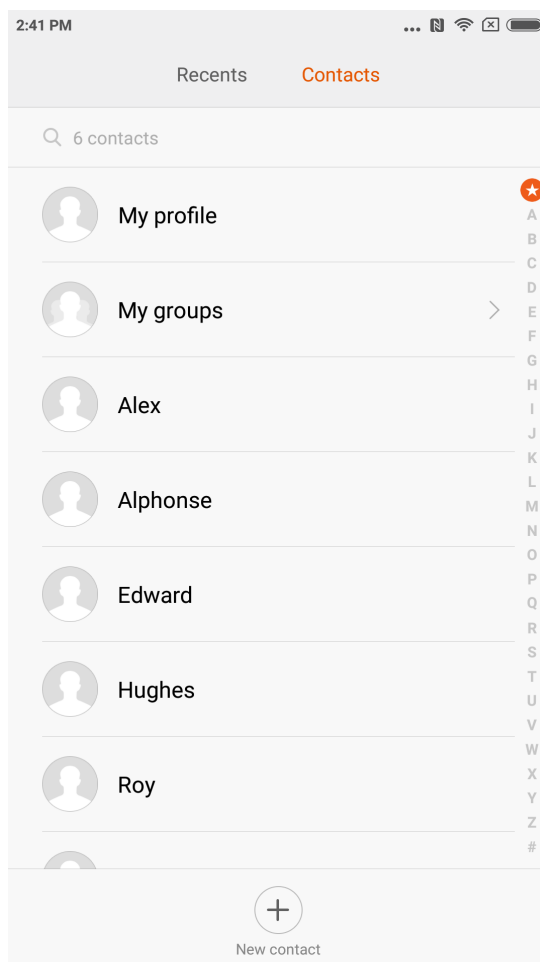 2:41 PM
Recents Contacts
6 contacts
My profile
My groups
Alex
Alphonse
Edward
Hughes
Roy
A
B
C
D
E
F
G
H
I
J
K
L
M
N
O
P
Q
R
S
T
U
V
W
X
Y
Z
#
New contact